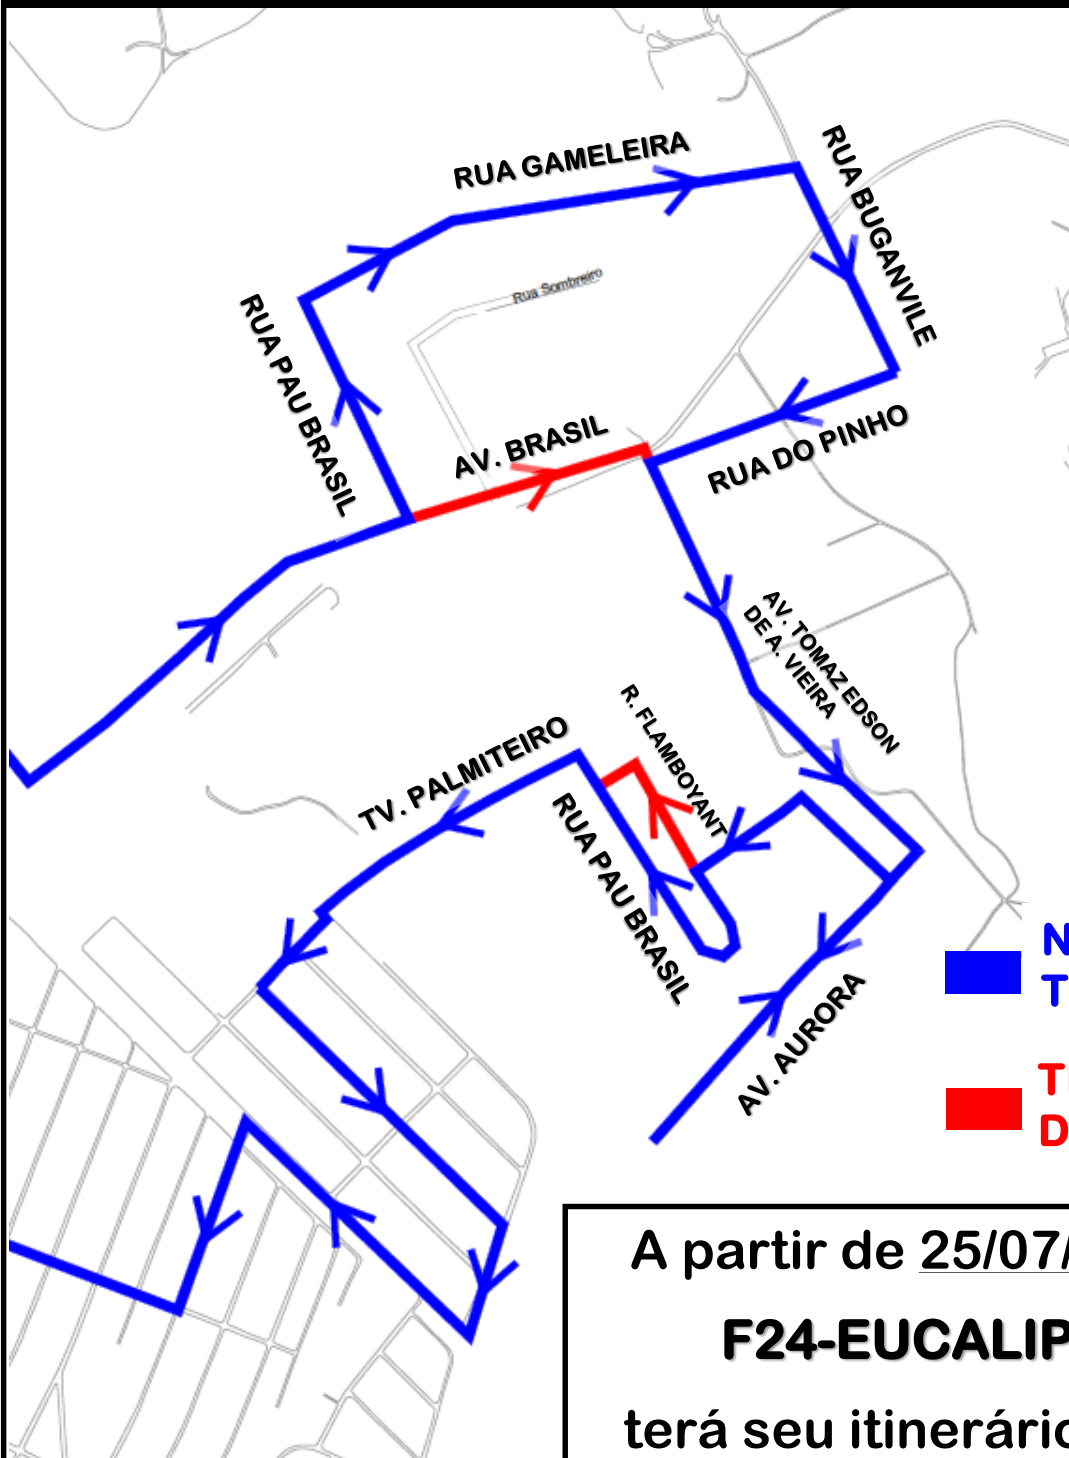 RUA GAMELEIRA
RUA BUGANVILE
Rua Sombreiro
RUA PAU BRASIL
AV. BRASIL
RUA DO PINHO
AV. TOMAZ EDSON
DE A. VIEIRA
R. FLAMBOYANT
TV. PALMITEIRO
RUA PAU BRASIL
AV. AURORA
A partir de 25/07/
F24-EUCALIP
terá seu itinerário